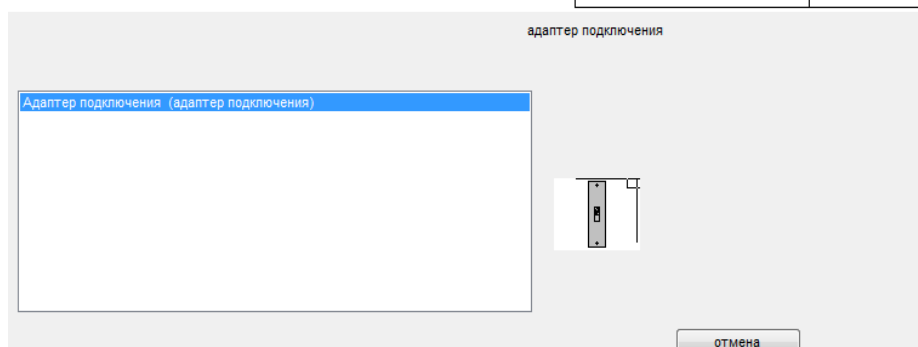 адаптер подключения
Адаптер подключения (адаптер подключения)
отмена